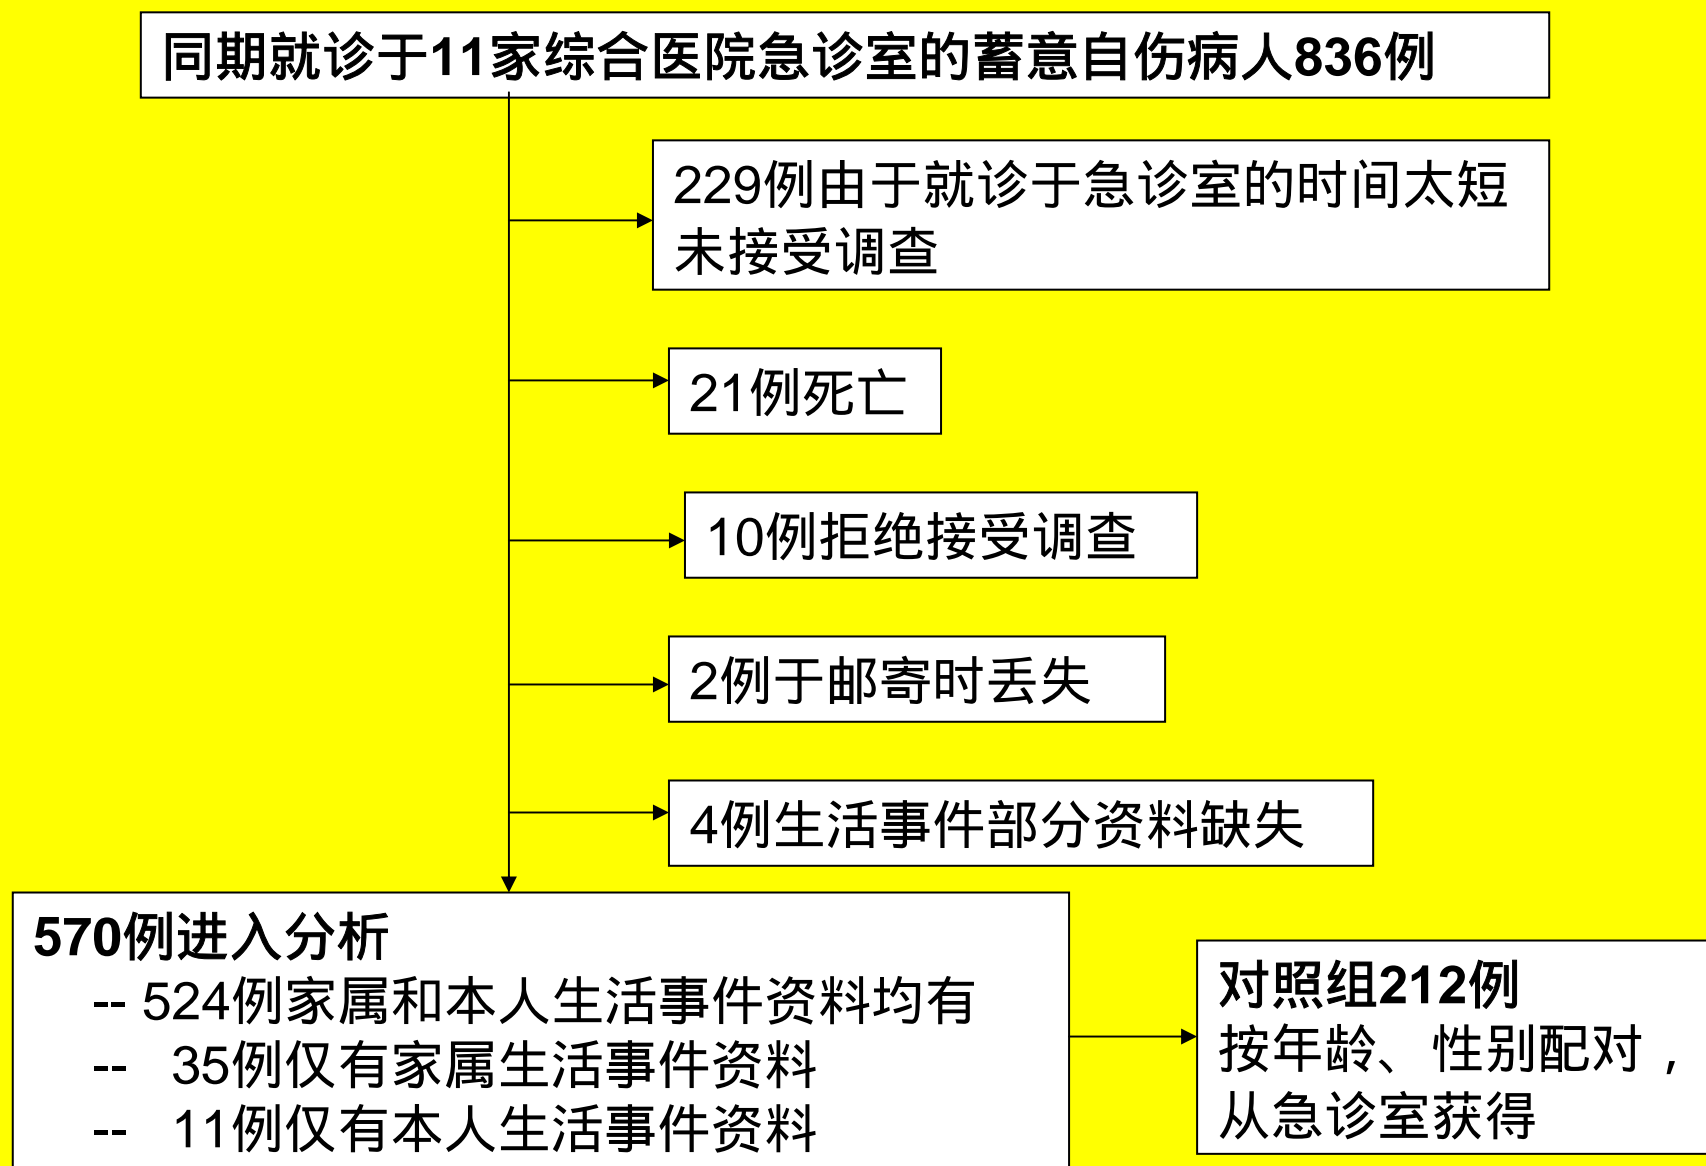 同期就诊于11家综合医院急诊室的蓄意自伤病人836例
229例由于就诊于急诊室的时间太短
未接受调查
21例死亡
10例拒绝接受调查
2例于邮寄时丢失
4例生活事件部分资料缺失
570例进入分析
-- 524例家属和本人生活事件资料均有
-- 35例仅有家属生活事件资料
-- 11例仅有本人生活事件资料
对照组212例
按年龄、性别配对，
从急诊室获得